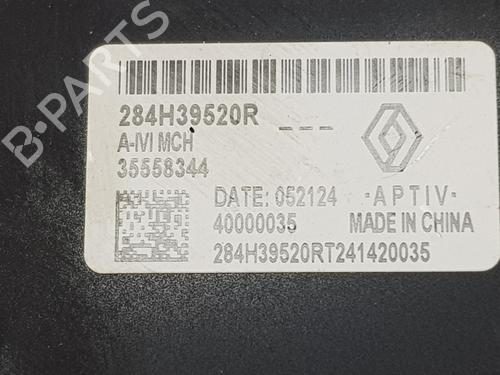 B-PARTS
284H39520R ---
A-IVI MCH
35558344
DATE: 052124 -APTIV-
40000035 MADE IN CHINA
284H39520RT241420035